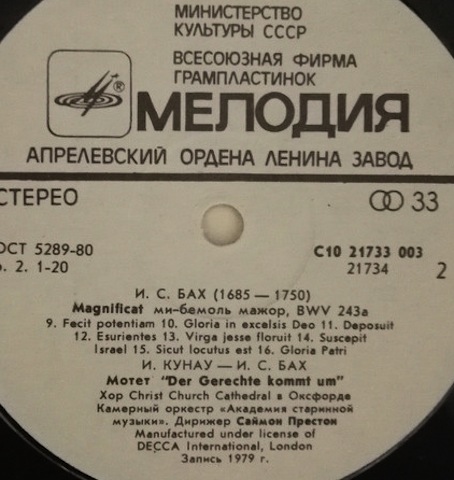 МИНИСТЕРСТВО
КУЛЬТУРЫ СССР
ВСЕСОЮЗНАЯ ФИРМА
ГРАМПЛАСТИНОК
МЕЛОДИЯ
АПРЕЛЕВСКИЙ ОРДЕНА ЛЕНИНА ЗАВОД
СТЕРЕО 33
ОСТ 5289-80 С10 21733 003
р. 2. 1-20 21734 2
И. С. БАХ (1685 — 1750)
Magnificat ми-бемоль мажор, BWV 243a
9. Fecit potentiam 10. Gloria in excelsis Deo 11. Deposuit
12. Esurientes 13. Virga jesse floruit 14. Suscepit
Israel 15. Sicut locutus est 16. Gloria Patri
И. КУНАУ — И. С. БАХ
Мотет "Der Gerechte kommt um"
Хор Christ Church Cathedral в Оксфорде
Камерный оркестр «Академия старинной
музыки». Дирижер Саймон Престон
Manufactured under license of
DECCA International, London
Запись 1979 г.